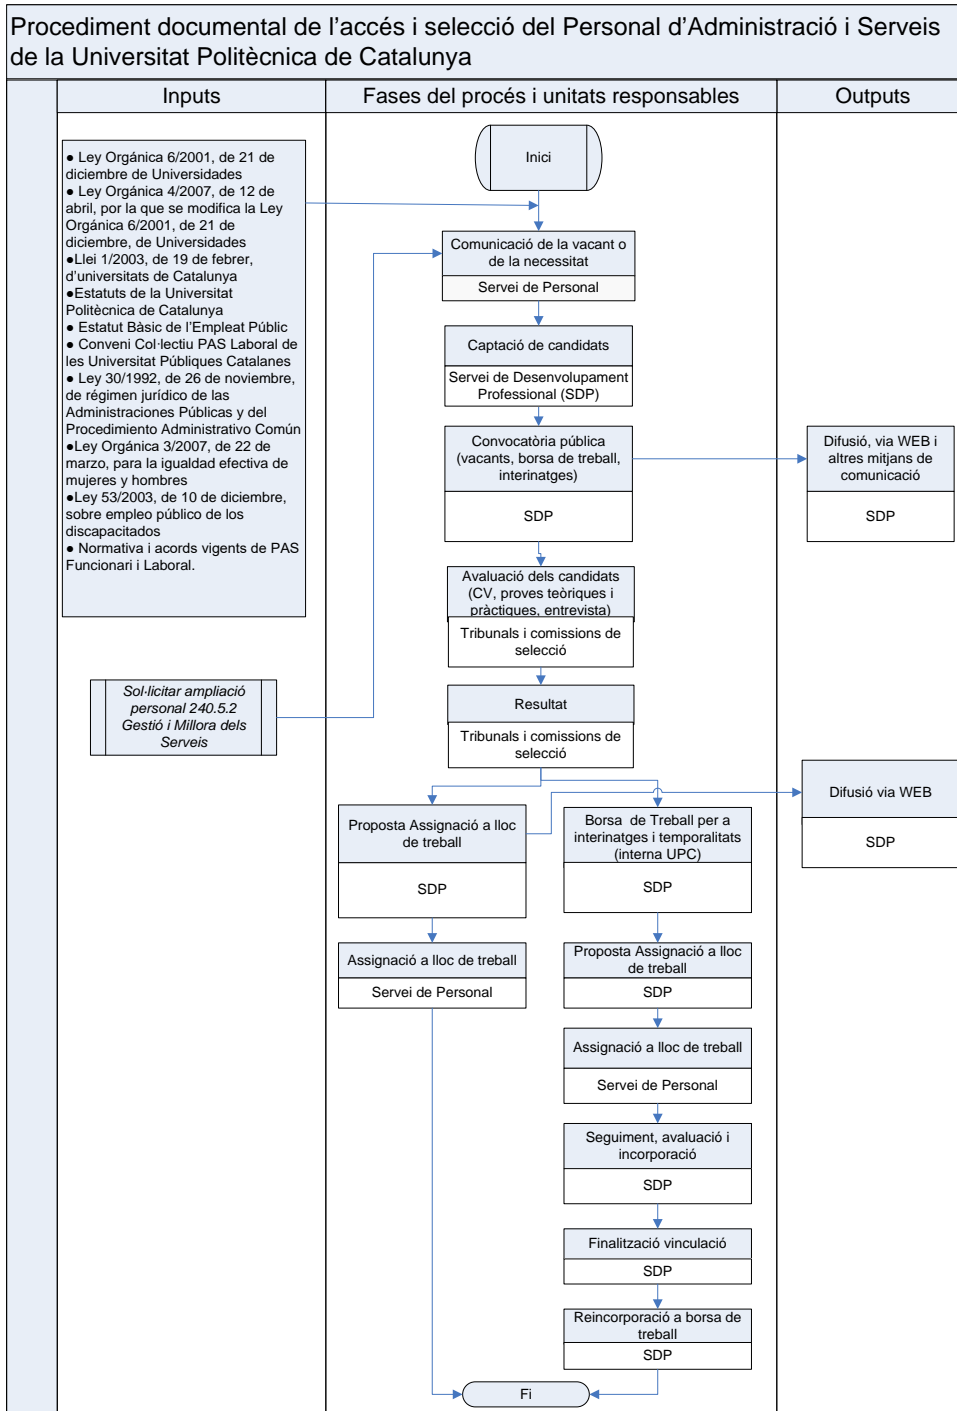 Procediment documental de l'accés i selecció del Personal d'Administració i Serveis
de la Universitat Politècnica de Catalunya
Inputs
Fases del procés i unitats responsables
Outputs
● Ley Orgánica 6/2001, de 21 de
diciembre de Universidades
● Ley Orgánica 4/2007, de 12 de
abril, por la que se modifica la Ley
Orgánica 6/2001, de 21 de
diciembre, de Universidades
●Llei 1/2003, de 19 de febrer,
d'universitats de Catalunya
●Estatuts de la Universitat
Politècnica de Catalunya
● Estatut Bàsic de l'Empleat Públic
● Conveni Col·lectiu PAS Laboral de
les Universitat Públiques Catalanes
● Ley 30/1992, de 26 de noviembre,
de régimen jurídico de las
Administraciones Públicas y del
Procedimiento Administrativo Común
●Ley Orgánica 3/2007, de 22 de
marzo, para la igualdad efectiva de
mujeres y hombres
●Ley 53/2003, de 10 de diciembre,
sobre empleo público de los
discapacitados
● Normativa i acords vigents de PAS
Funcionari i Laboral.
Sol·licitar ampliació
personal 240.5.2
Gestió i Millora dels
Serveis
Inici
Comunicació de la vacant o
de la necessitat
Servei de Personal
Captació de candidats
Servei de Desenvolupament
Professional (SDP)
Convocatòria pública
(vacants, borsa de treball,
interinatges)
SDP
Difusió, via WEB i
altres mitjans de
comunicació
SDP
Avaluació dels candidats
(CV, proves teòriques i
pràctiques, entrevista)
Tribunals i comissions de
selecció
Resultat
Tribunals i comissions de
selecció
Difusió via WEB
SDP
Proposta Assignació a lloc
de treball
SDP
Assignació a lloc de treball
Servei de Personal
Borsa de Treball per a
interinatges i temporalitats
(interna UPC)
SDP
Proposta Assignació a lloc
de treball
SDP
Assignació a lloc de treball
Servei de Personal
Seguiment, avaluació i
incorporació
SDP
Finalització vinculació
SDP
Reincorporació a borsa de
treball
SDP
Fi